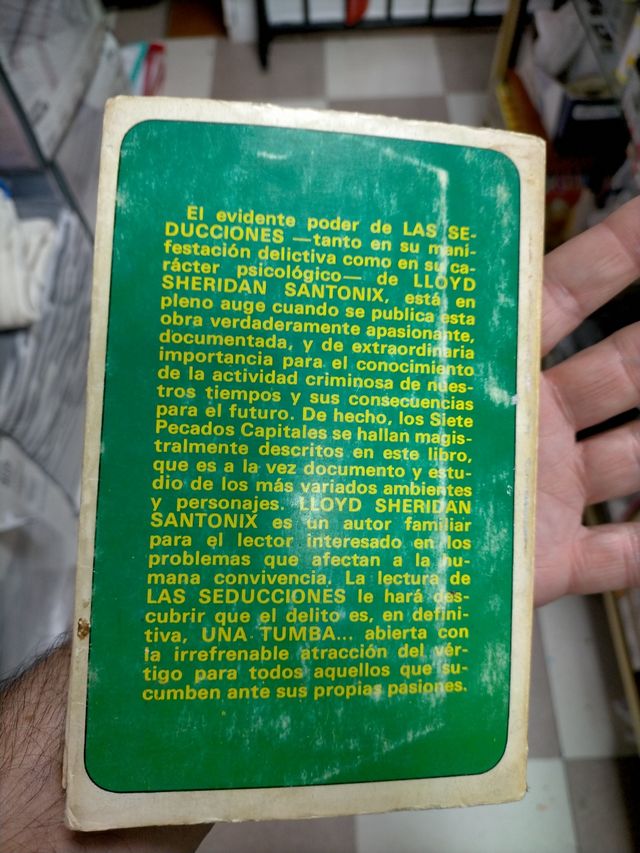 El evidente poder de LAS SE-
DUCCIONES —tanto en su mani-
festación delictiva como en su ca-
rácter psicológico— de LLOYD
SHERIDAN SANTONIX, está en
pleno auge cuando se publica esta
obra verdaderamente apasionante,
documentada, y de extraordinaria
importancia para el conocimiento
de la actividad criminosa de nues-
tros tiempos y sus consecuencias
para el futuro. De hecho, los Siete
Pecados Capitales se hallan magis-
tralmente descritos en este libro,
que es a la vez documento y estu-
dio de los más variados ambientes
y personajes. LLOYD SHERIDAN
SANTONIX es un autor familiar
para el lector interesado en los
problemas que afectan a la hu-
mana convivencia. La lectura de
LAS SEDUCCIONES le hará des-
cubrir que el delito es, en defini-
tiva, UNA TUMBA... abierta con
la irrefrenable atracción del vér-
tigo para todos aquellos que su-
cumben ante sus propias pasiones.